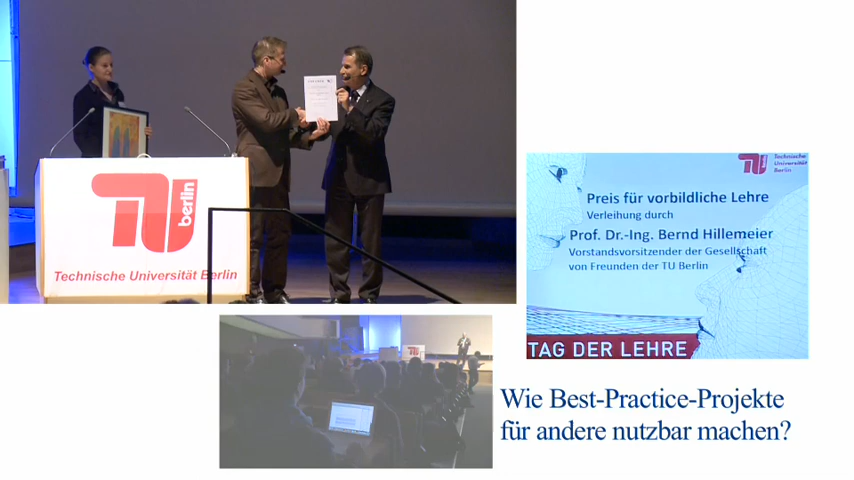 TU berlin
Technische Universität Berlin
Technische
Universität
Berlin
Preis für vorbildliche Lehre
Verleihung durch
Prof. Dr.-Ing. Bernd Hillemeier
Vorstandsvorsitzender der Gesellschaft
von Freunden der TU Berlin
TAG DER LEHRE
Wie Best-Practice-Projekte
für andere nutzbar machen?